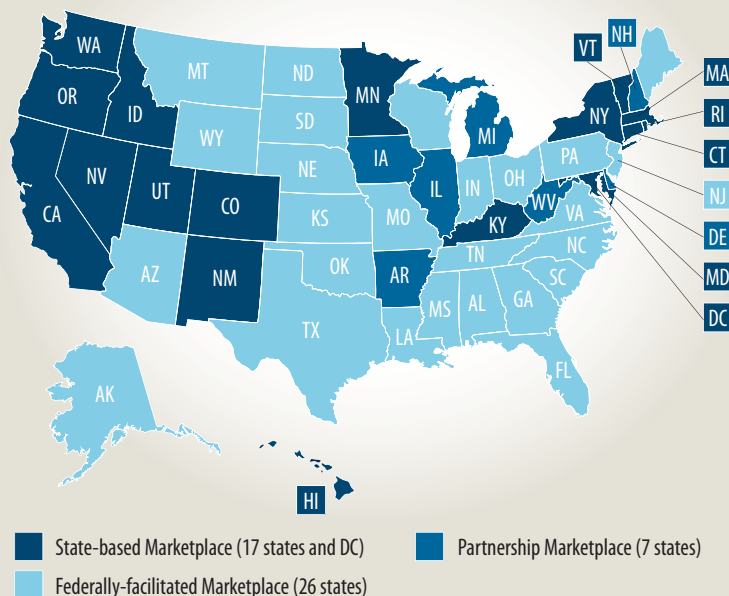 WA
OR
ID
MT
ND
MN
WY
SD
NE
IA
NV
UT
CO
CA
KS
MO
IL
IN
OH
MI
PA
NY
VT
NH
MA
RI
CT
NJ
DE
MD
DC
WV
VA
KY
NC
TN
SC
AZ
NM
OK
AR
TX
LA
MS
AL
GA
FL
AK
HI
State-based Marketplace (17 states and DC)
Partnership Marketplace (7 states)
Federally-facilitated Marketplace (26 states)